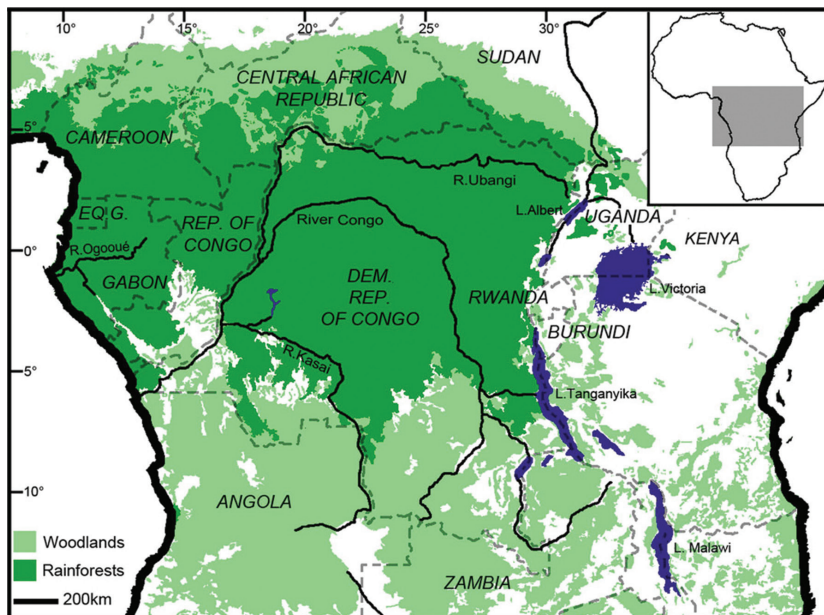 10°
15°
20°
25°
30°
SUDAN
CENTRAL AFRICAN
REPUBLIC
5°
CAMEROON
R.Ubangi
L.Albert
UGANDA
EQ.G.
REP. OF
CONGO
River Congo
KENYA
0°
R.Ogooué
GABON
DEM.
REP.
OF CONGO
RWANDA
L.Victoria
BURUNDI
R.Kasai
5°
L.Tanganyika
10°
ANGOLA
Woodlands
L. Malawi
Rainforests
ZAMBIA
200km